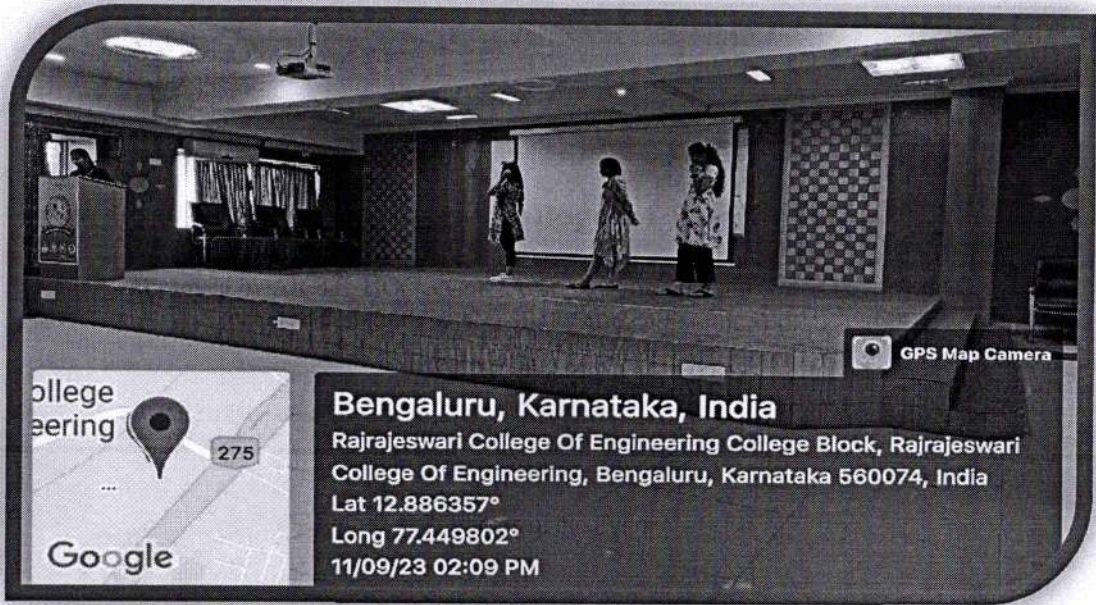 GPS Map Camera
ollege
eering
275
...
Google
Bengaluru, Karnataka, India
Rajrajeswari College Of Engineering College Block, Rajrajeswari
College Of Engineering, Bengaluru, Karnataka 560074, India
Lat 12.886357°
Long 77.449802°
11/09/23 02:09 PM